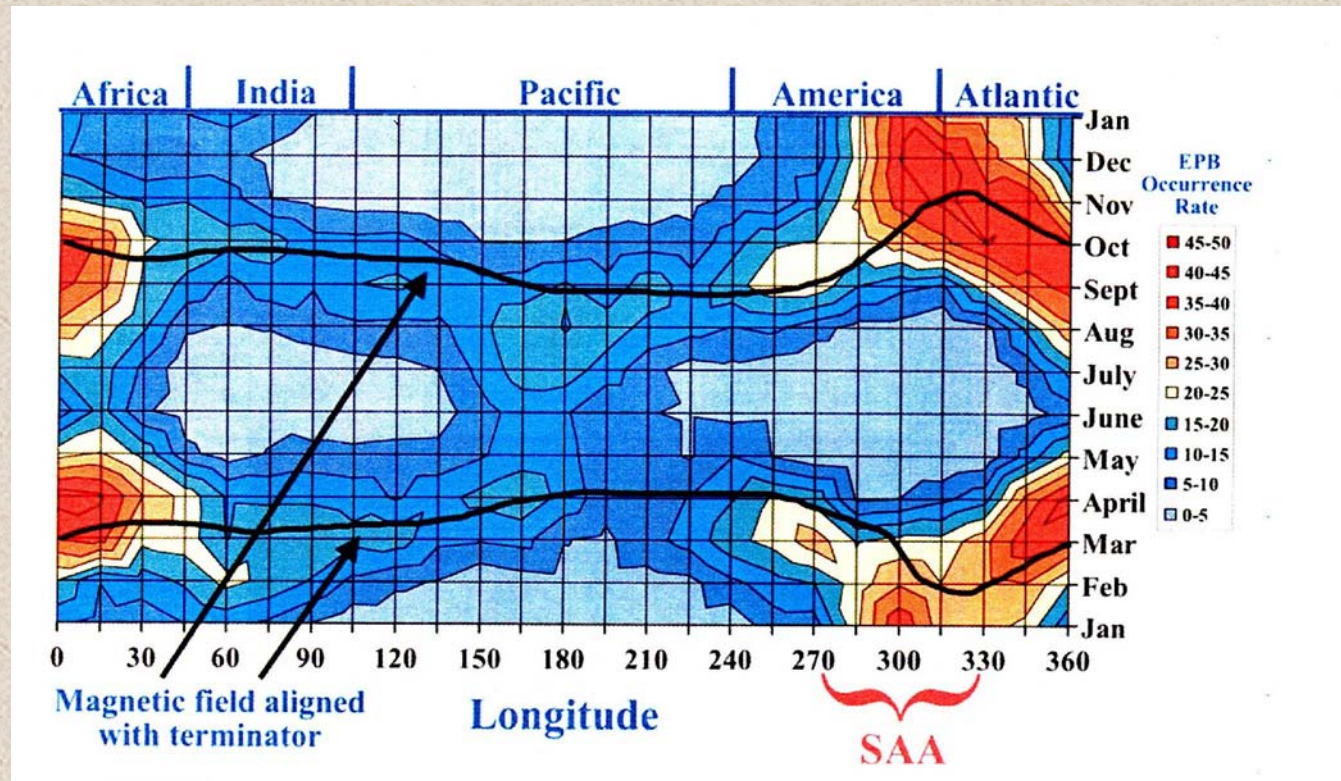 Africa India Pacific America Atlantic
Jan
Dec
Nov
Oct
Sept
Aug
July
June
May
April
Mar
Feb
Jan
EPB
Occurrence
Rate
45-50
40-45
35-40
30-35
25-30
20-25
15-20
10-15
5-10
0-5
0 30 60 90 120 150 180 210 240 270 300 330 360
Magnetic field aligned
with terminator
Longitude
SAA